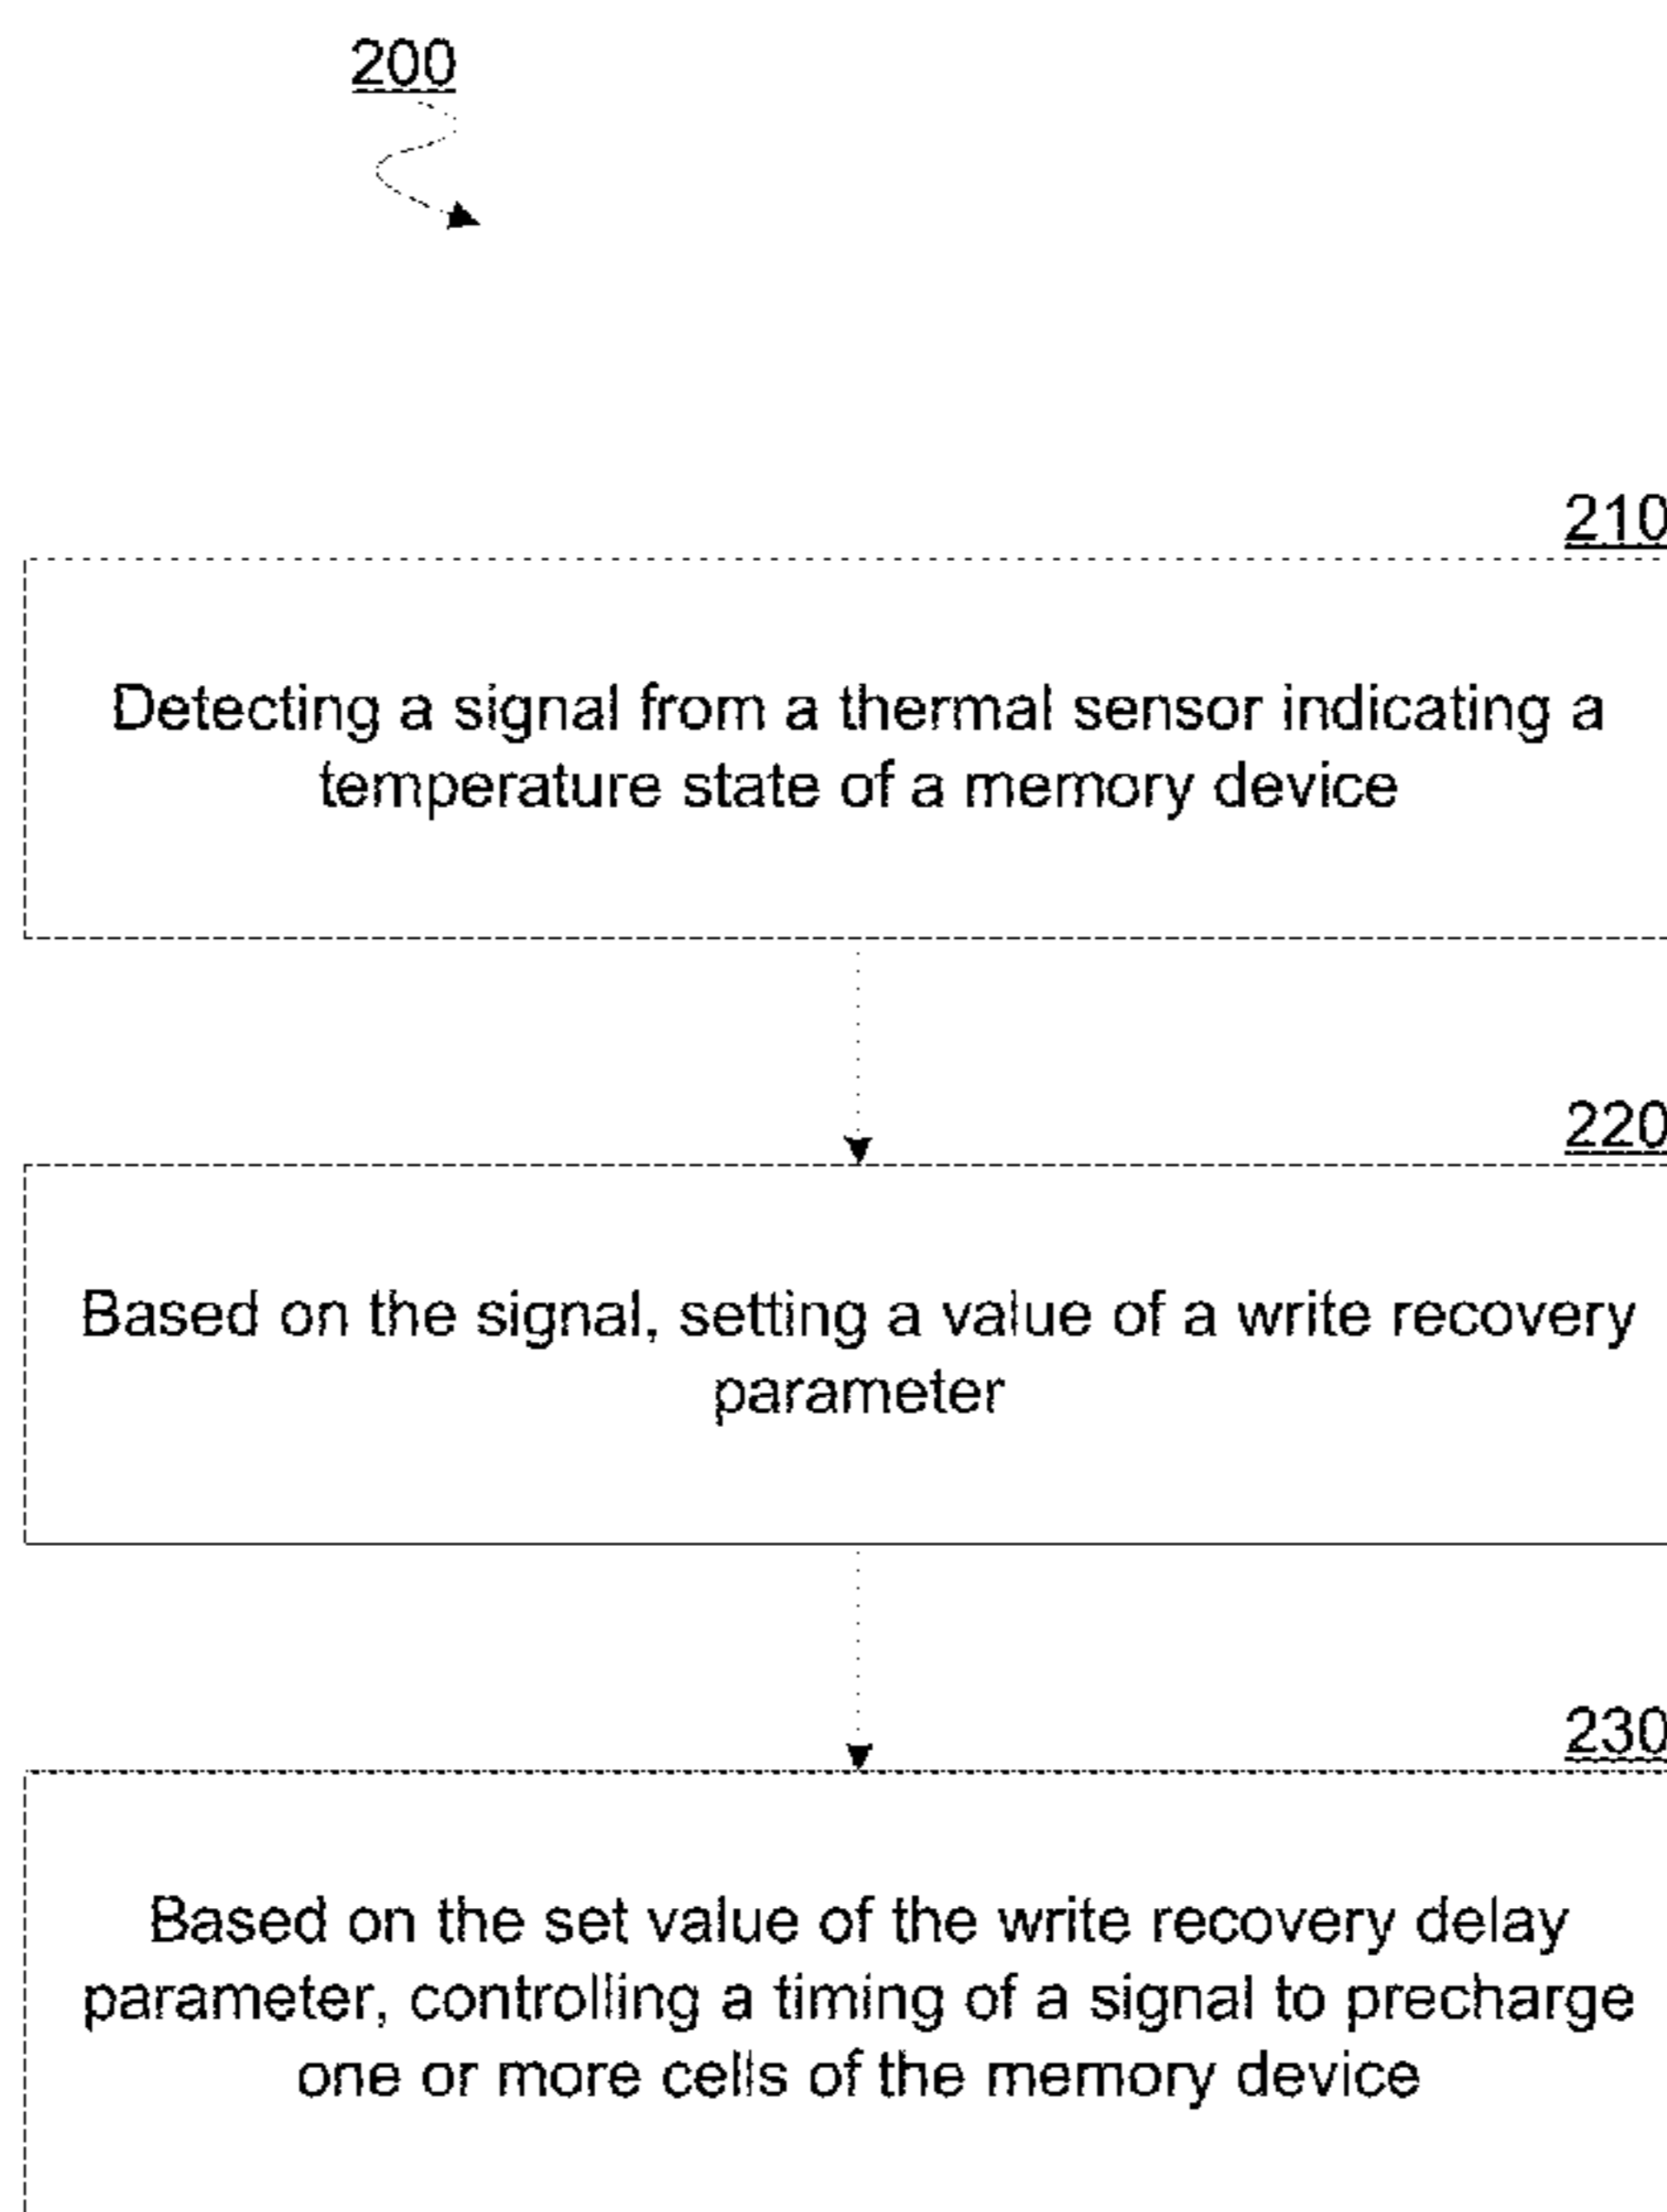 200
210
Detecting a signal from a thermal sensor indicating a
temperature state of a memory device
220
Based on the signal, setting a value of a write recovery
parameter
230
Based on the set value of the write recovery delay
parameter, controlling a timing of a signal to precharge
one or more cells of the memory device